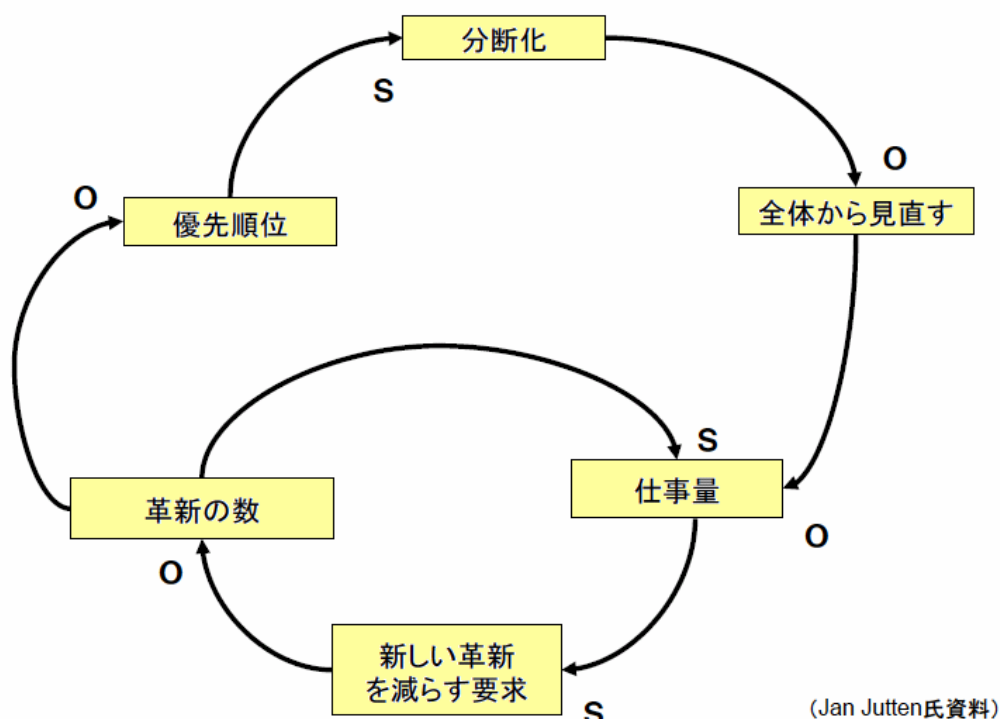 分断化
S
O
O
優先順位
全体から見直す
S
革新の数
仕事量
O
O
新しい革新
を減らす要求
S
(Jan Jutten氏資料)